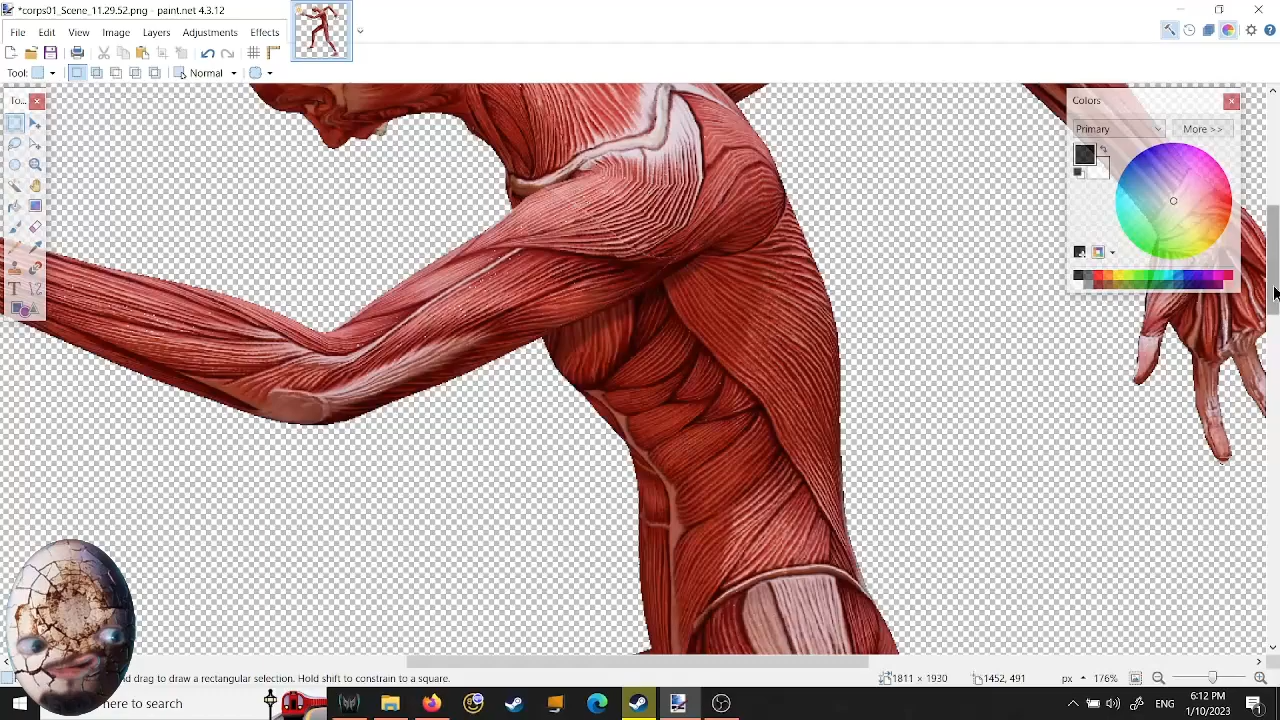 *corps01_Scene_11.29.52.png - paint.net 4.3.12
File Edit View Image Layers Adjustments Effects
Tool: Normal
To...
Colors
Primary More >>
drag to draw a rectangular selection. Hold shift to constrain to a square.
1811 × 1930
1452, 491
px
176%
here to search
ENG
6:12 PM
1/10/2023